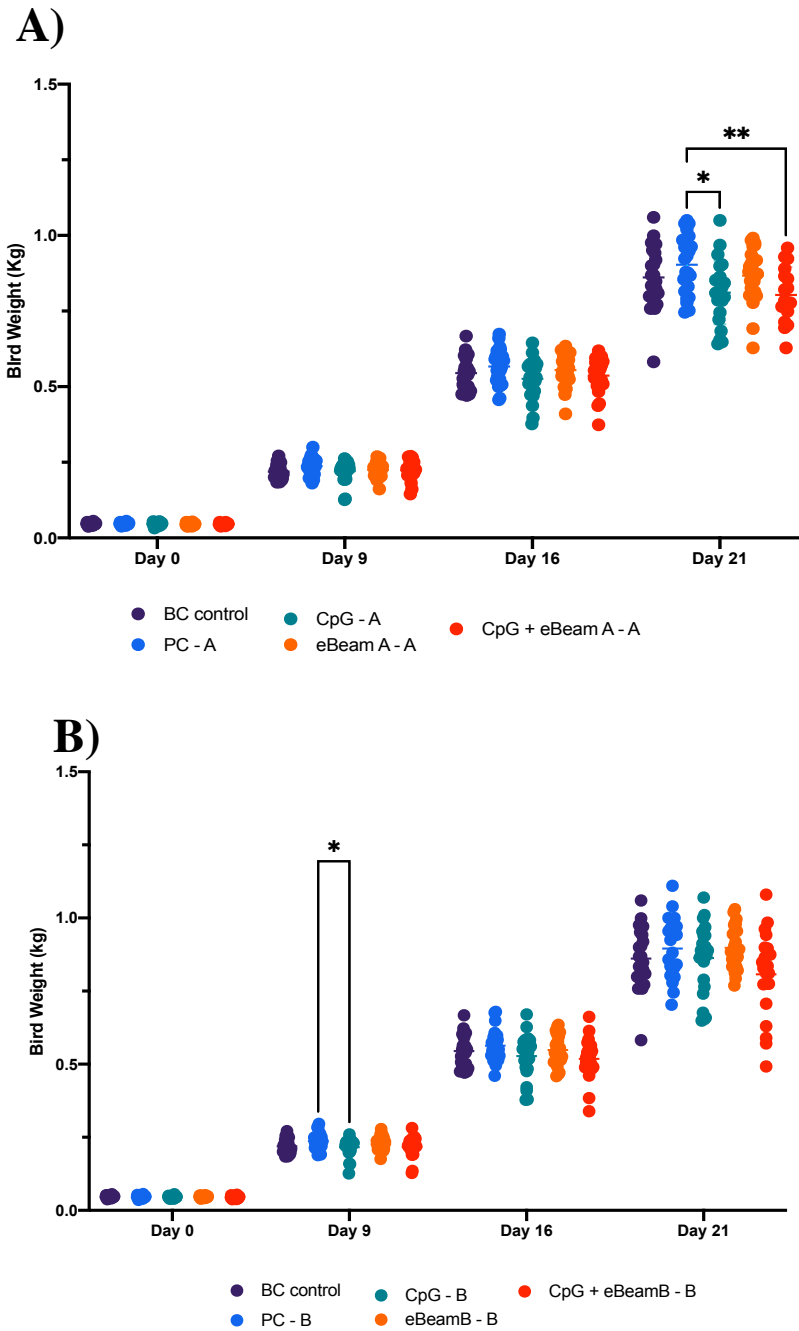 A)
1.5
**
*
1.0
Bird Weight (Kg)
0.5
0.0
Day 0 Day 9 Day 16 Day 21
BC control CpG - A CpG + eBeam A - A
PC - A eBeam A - A
B)
1.5
*
1.0
Bird Weight (kg)
0.5
0.0
Day 0 Day 9 Day 16 Day 21
BC control CpG - B CpG + eBeamB - B
PC - B eBeamB - B